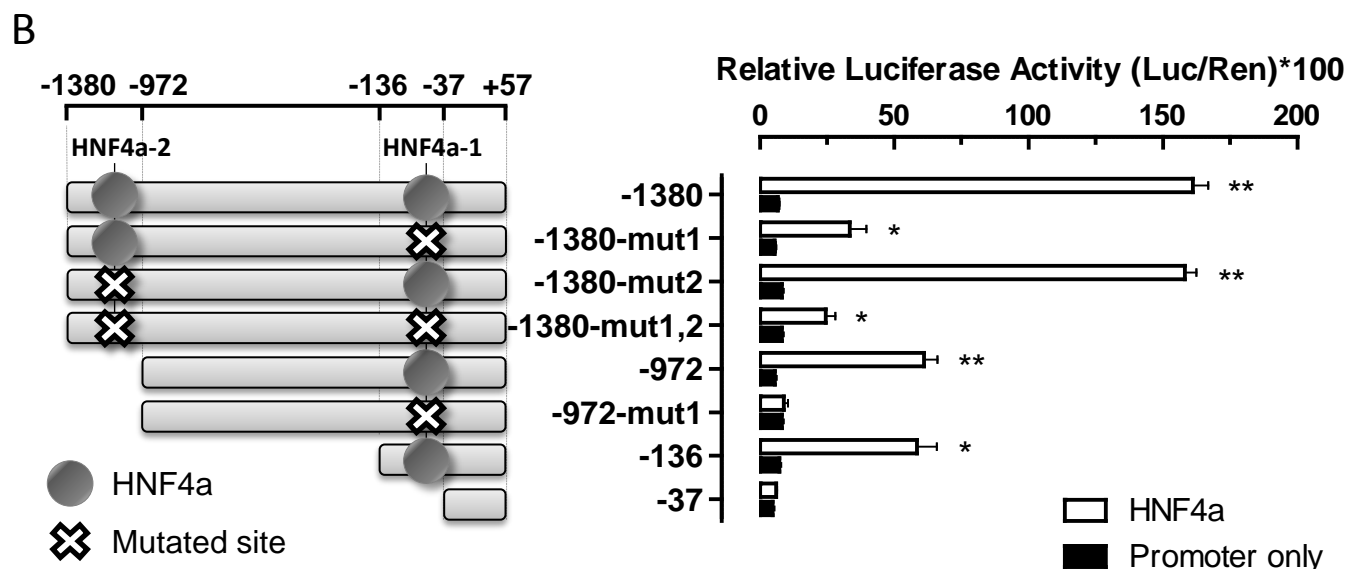 B
-1380 -972 -136 -37 +57
HNF4a-2 HNF4a-1
HNF4a
Mutated site
Relative Luciferase Activity (Luc/Ren)*100
0 50 100 150 200
-1380 **
-1380-mut1 *
-1380-mut2 **
-1380-mut1,2 *
-972 **
-972-mut1
-136 *
-37
HNF4a
Promoter only